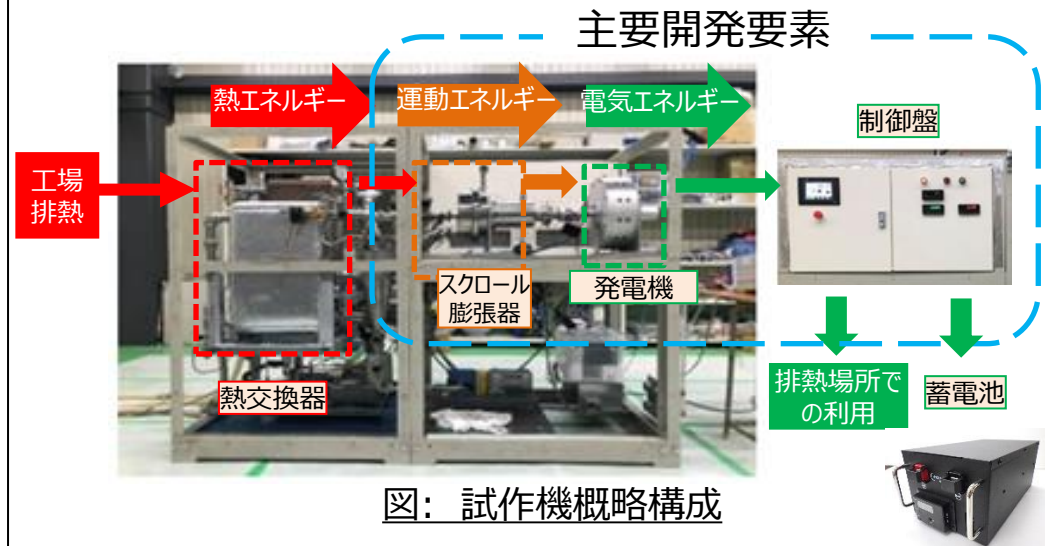 主要開発要素
熱エネルギー
運動エネルギー
電気エネルギー
制御盤
工場
排熱
スクロール
膨張器
発電機
熱交換器
排熱場所で
の利用
蓄電池
図: 試作機概略構成